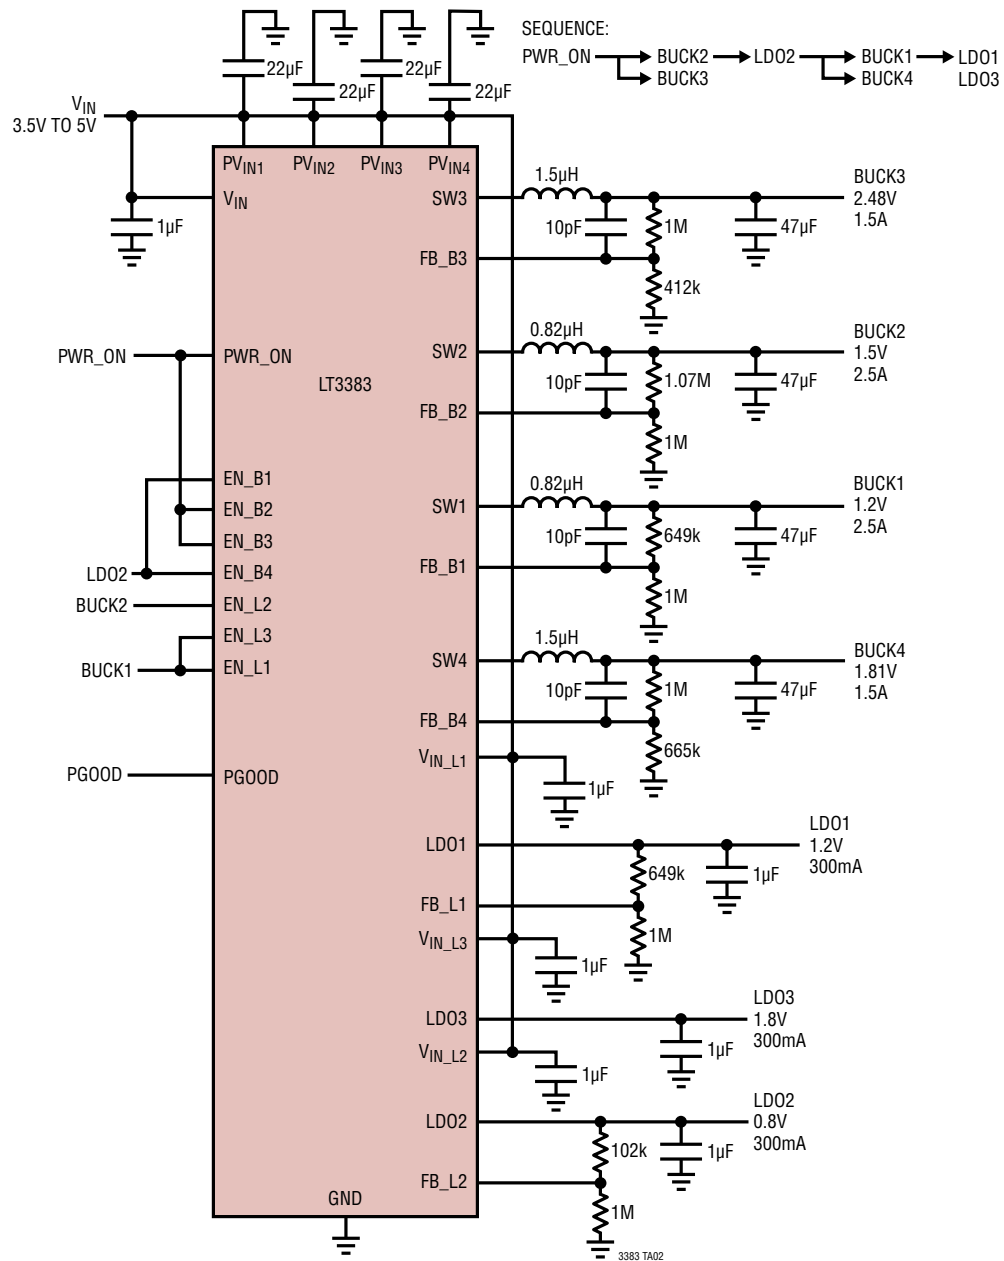 SEQUENCE:
PWR_ON BUCK2 LDO2 BUCK1 LDO1
BUCK3 BUCK4 LDO3
22µF
22µF
22µF
22µF
VIN
3.5V TO 5V
PVIN1 PVIN2 PVIN3 PVIN4
VIN
1µF
SW3
1.5µH
10pF
1M
47µF
BUCK3
2.48V
1.5A
FB_B3
412k
PWR_ON
PWR_ON
LT3383
SW2
0.82µH
10pF
1.07M
47µF
BUCK2
1.5V
2.5A
FB_B2
1M
EN_B1
EN_B2
EN_B3
LDO2
EN_B4
BUCK2
EN_L2
EN_L3
BUCK1
EN_L1
SW1
0.82µH
10pF
649k
47µF
BUCK1
1.2V
2.5A
FB_B1
1M
SW4
1.5µH
10pF
1M
47µF
BUCK4
1.81V
1.5A
FB_B4
665k
PGOOD
PGOOD
VIN_L1
1µF
LDO1
649k
1µF
LDO1
1.2V
300mA
FB_L1
1M
VIN_L3
1µF
LDO3
1µF
LDO3
1.8V
300mA
VIN_L2
1µF
LDO2
102k
1µF
LDO2
0.8V
300mA
FB_L2
1M
GND
3383 TA02